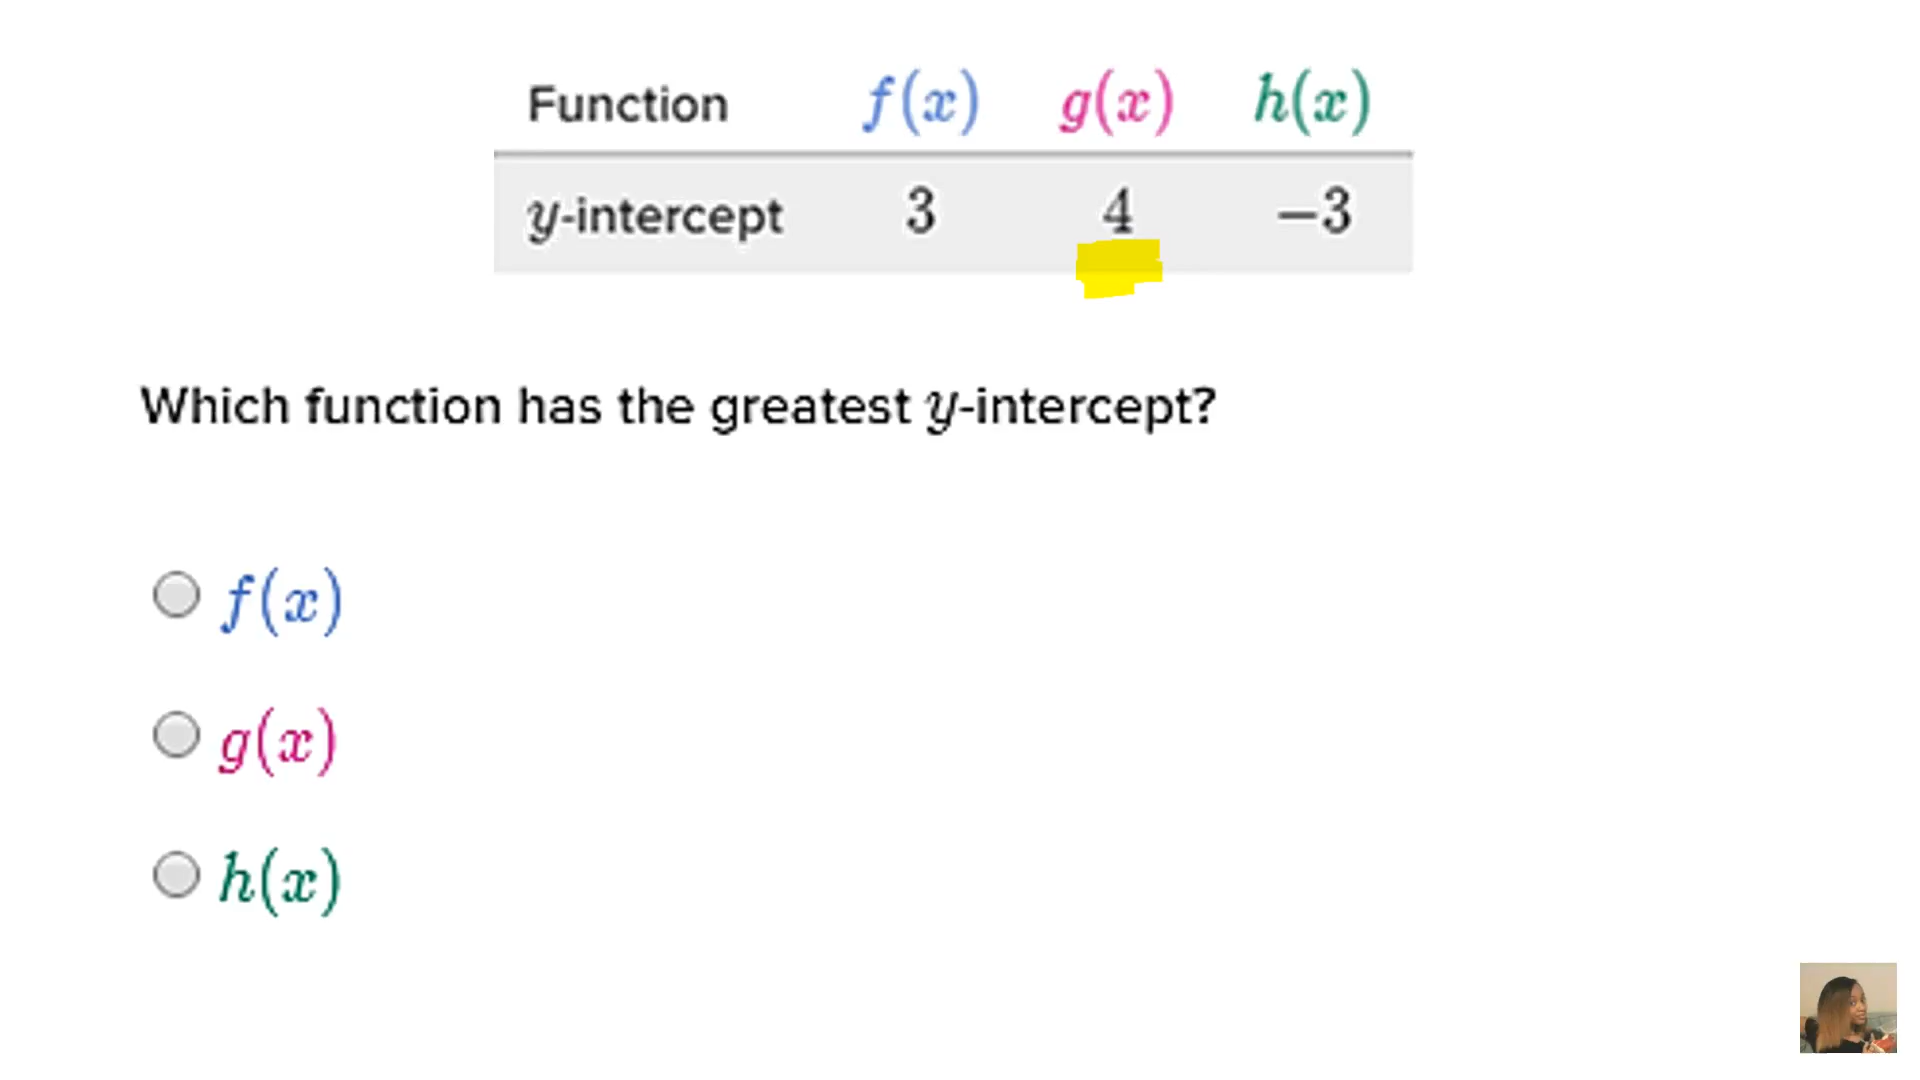 Function f(x) g(x) h(x)
y-intercept 3 4 −3
Which function has the greatest y-intercept?
f(x)
g(x)
h(x)